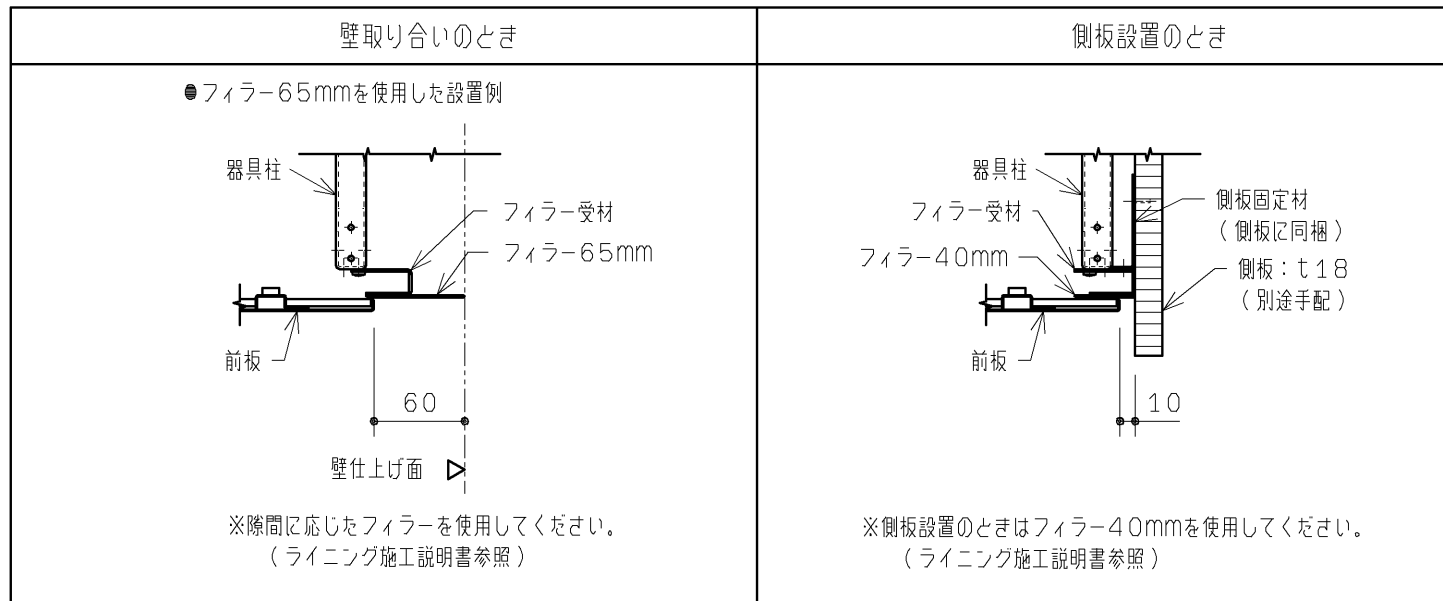 壁取り合いのとき
●フィラー65mmを使用した設置例
器具柱
フィラー受材
フィラー65mm
前板
60
壁仕上げ面
※隙間に応じたフィラーを使用してください。
（ライニング施工説明書参照）
側板設置のとき
器具柱
フィラー受材
フィラー40mm
側板固定材
（側板に同梱）
側板：t18
（別途手配）
前板
10
※側板設置のときはフィラー40mmを使用してください。
（ライニング施工説明書参照）